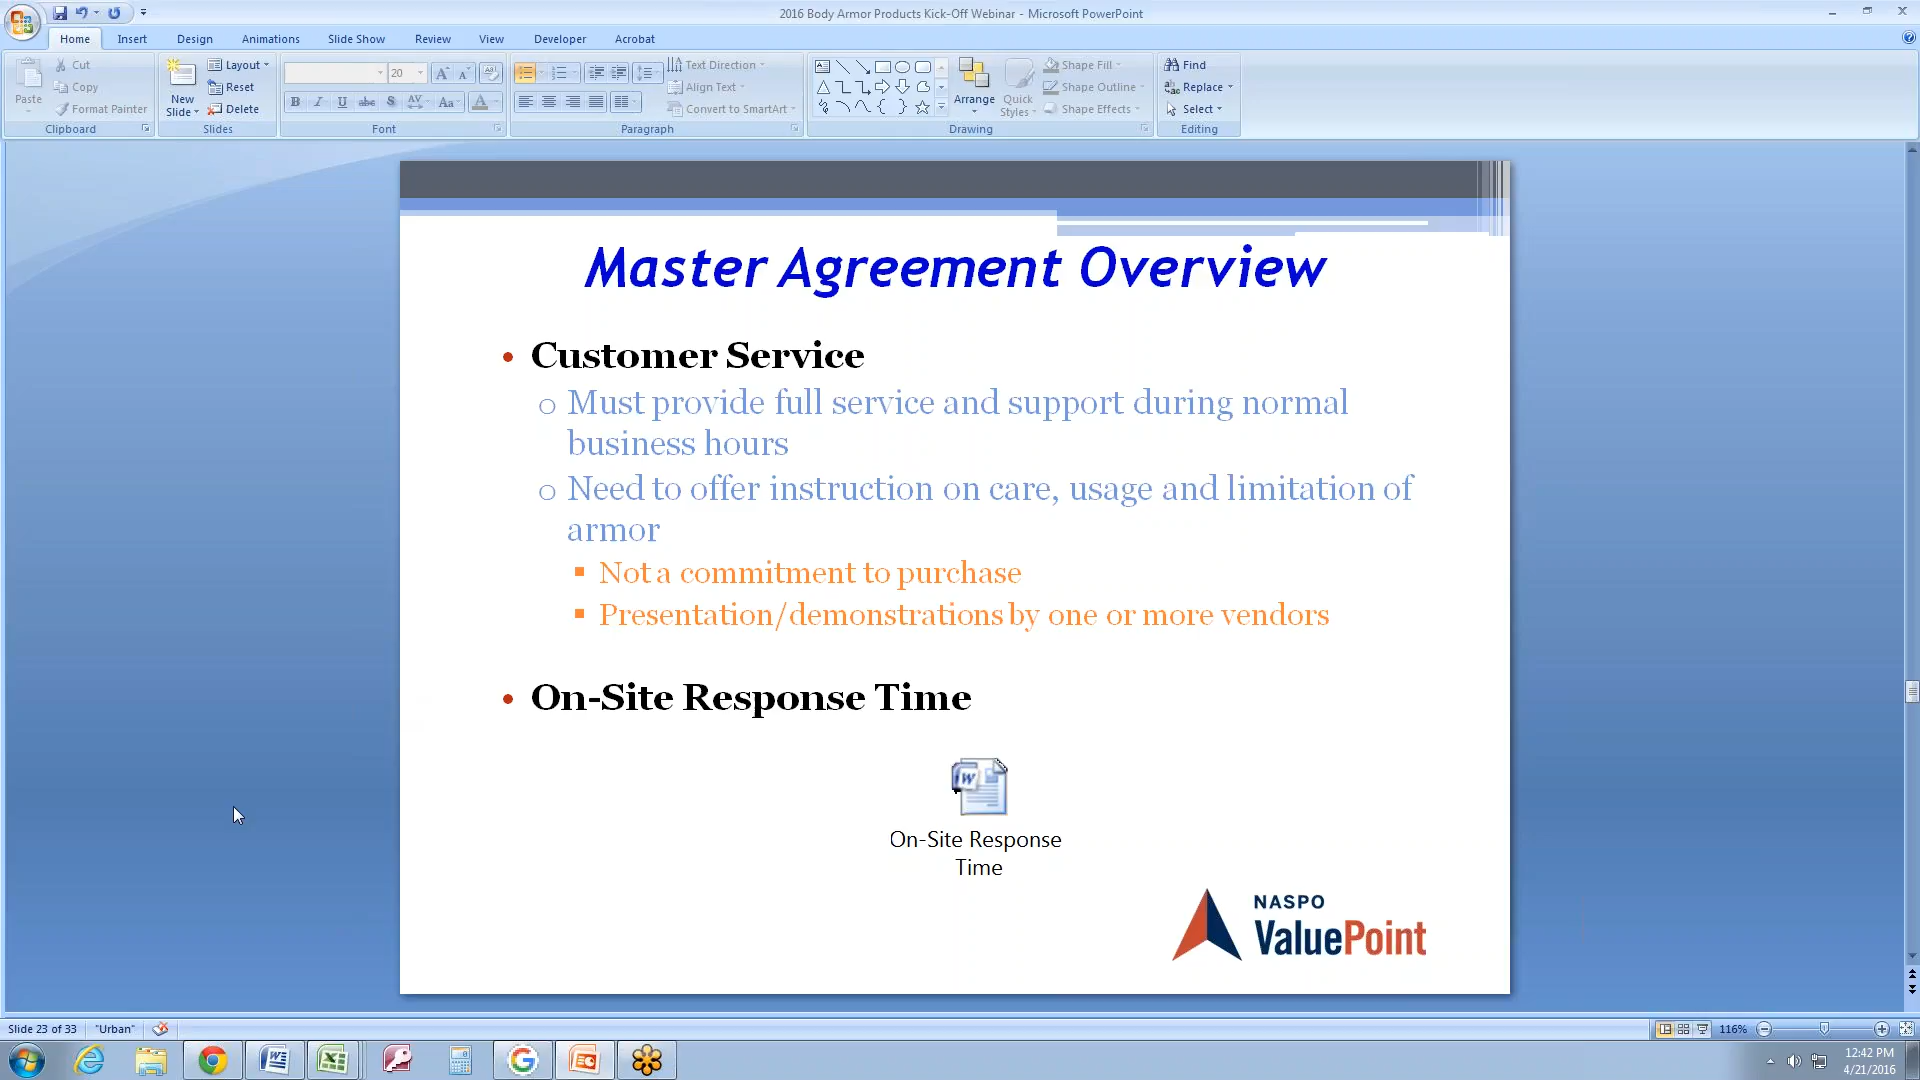 2016 Body Armor Products Kick-Off Webinar - Microsoft PowerPoint
Home Insert Design Animations Slide Show Review View Developer Acrobat
Paste
Cut
Copy
Format Painter
Clipboard
New
Slide
Layout
Reset
Delete
Slides
20
B I U abc S AV Aa A
Font
Text Direction
Align Text
Convert to SmartArt
Paragraph
Arrange
Quick
Styles
Shape Fill
Shape Outline
Shape Effects
Drawing
Find
Replace
Select
Editing
Master Agreement Overview
• Customer Service
o Must provide full service and support during normal
business hours
o Need to offer instruction on care, usage and limitation of
armor
▪ Not a commitment to purchase
▪ Presentation/demonstrations by one or more vendors
• On-Site Response Time
On-Site Response
Time
NASPO
ValuePoint
Slide 23 of 33 "Urban" 116%
12:42 PM
4/21/2016